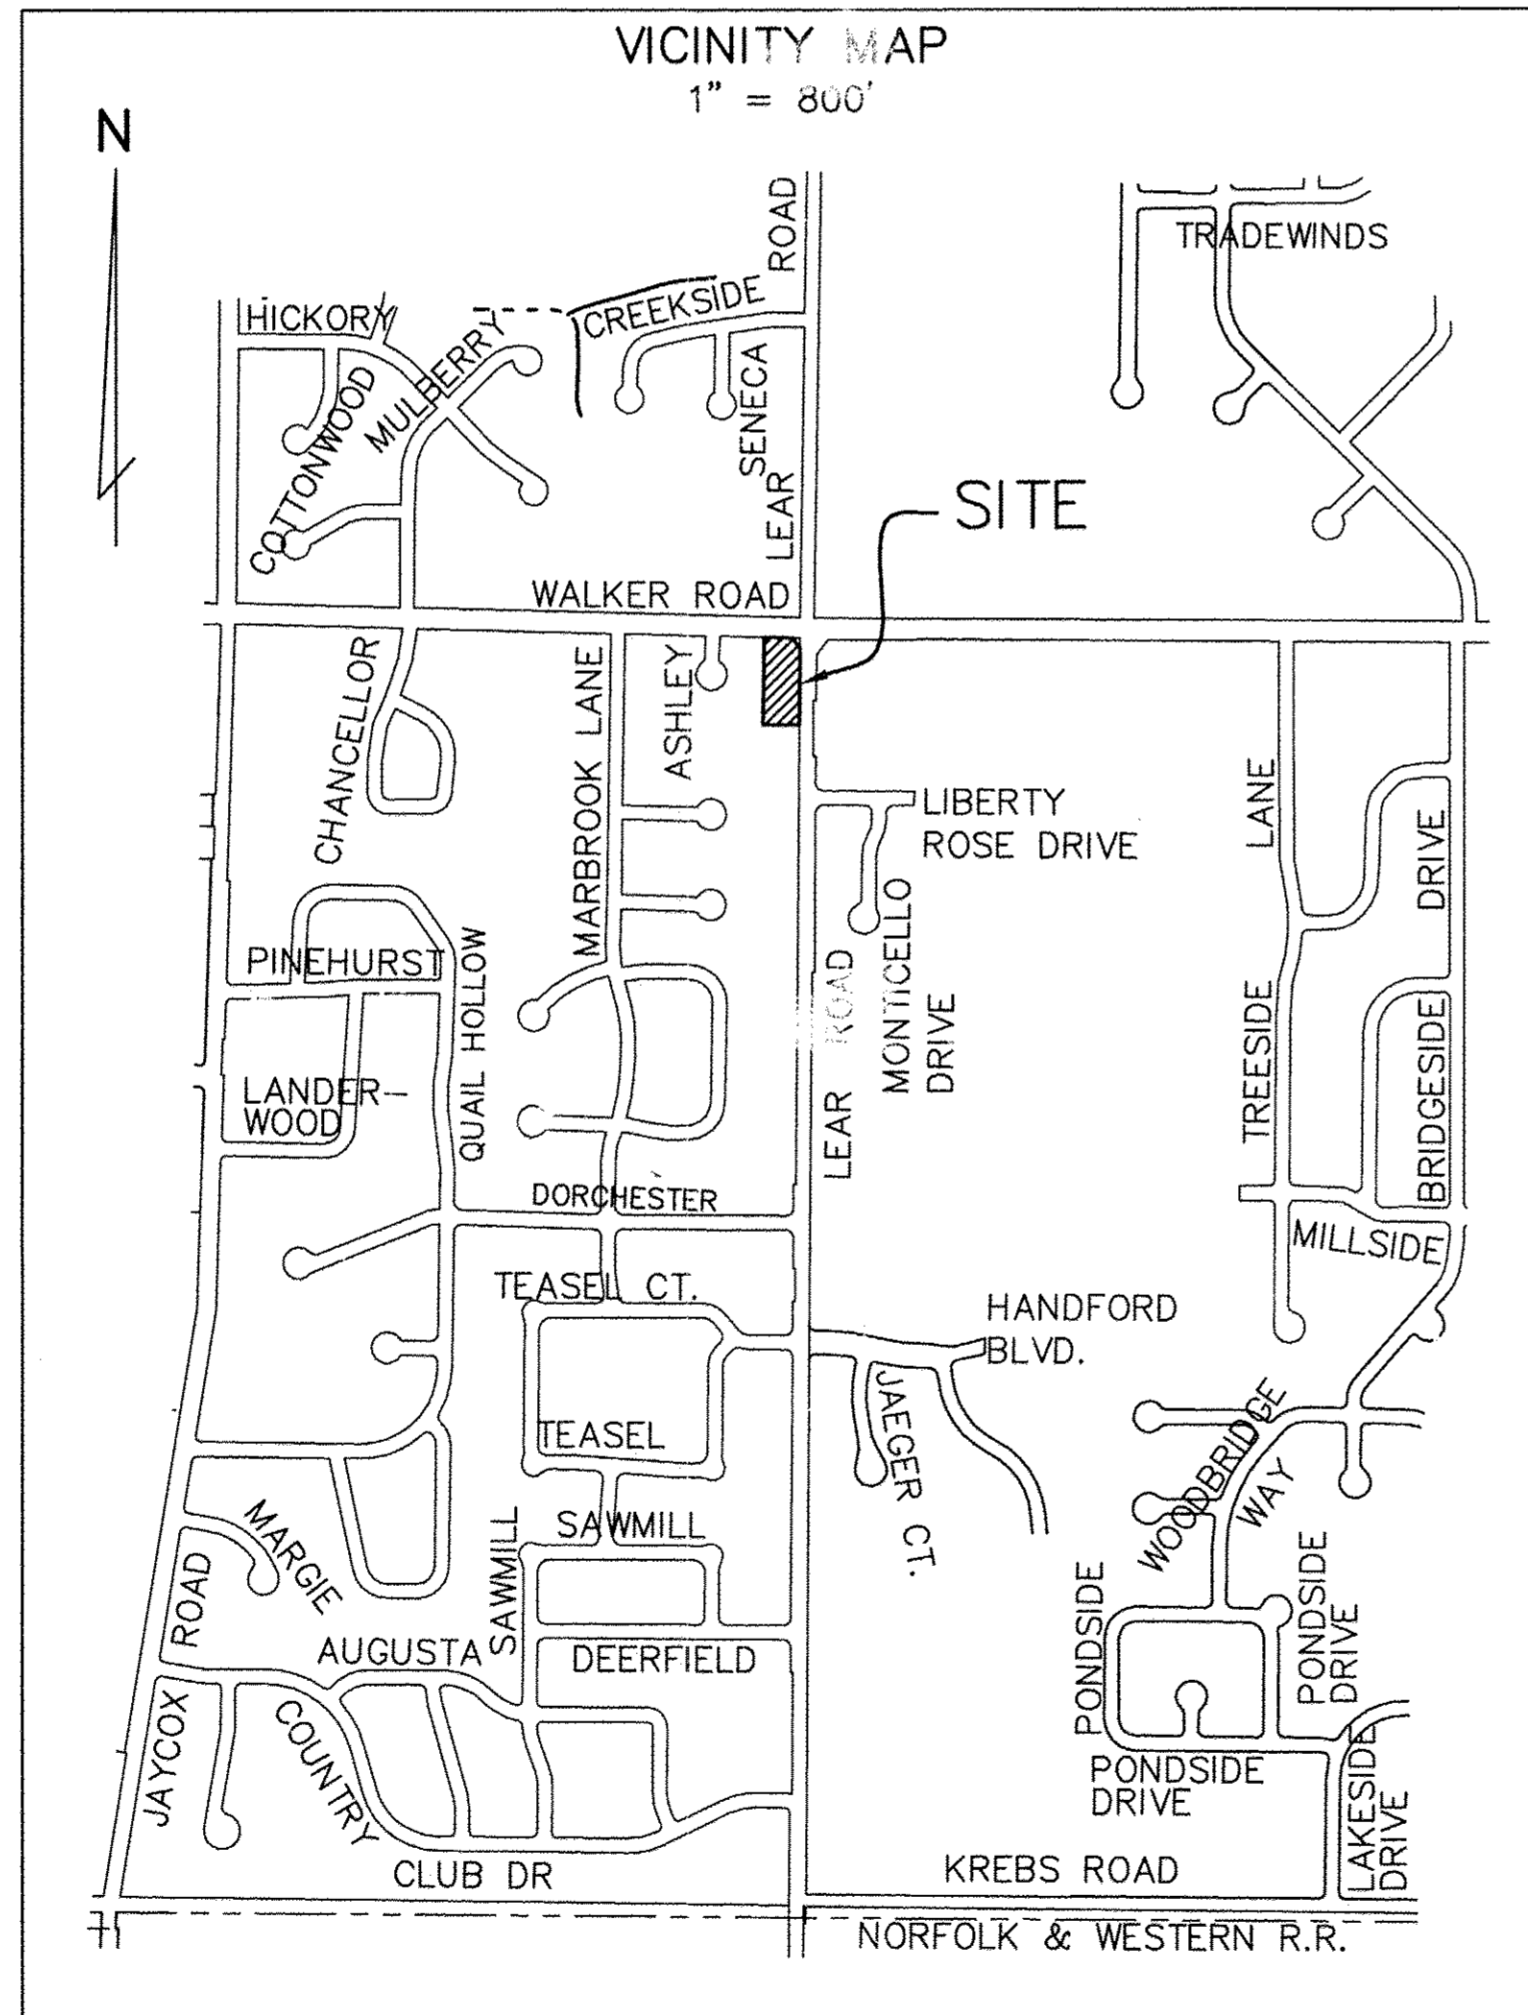 VICINITY MAP
1" = 800'
N
ROAD
TRADEWINDS
HICKORY
CREEKSIDE
MULBERRY
COTTONWOOD
SENECA
LEAR
SITE
WALKER ROAD
CHANCELLOR
MARBROOK LANE
ASHLEY
LIBERTY
ROSE DRIVE
LANE
DRIVE
MONTICELLO
DRIVE
PINEHURST
QUAIL HOLLOW
LEAR ROAD
TREESIDE
BRIDGESIDE
LANDER-
WOOD
DORCHESTER
MILLSIDE
TEASEL CT.
HANDFORD
BLVD.
JAEGER CT.
TEASEL
WOODBRIDGE
WAY
MARGIE
SAWMILL
SAWMILL
ROAD
AUGUSTA
DEERFIELD
PONDSIDE
PONDSIDE
DRIVE
JAYCOX
COUNTRY
PONDSIDE
DRIVE
LAKESIDE
DRIVE
CLUB DR
KREBS ROAD
NORFOLK & WESTERN R.R.